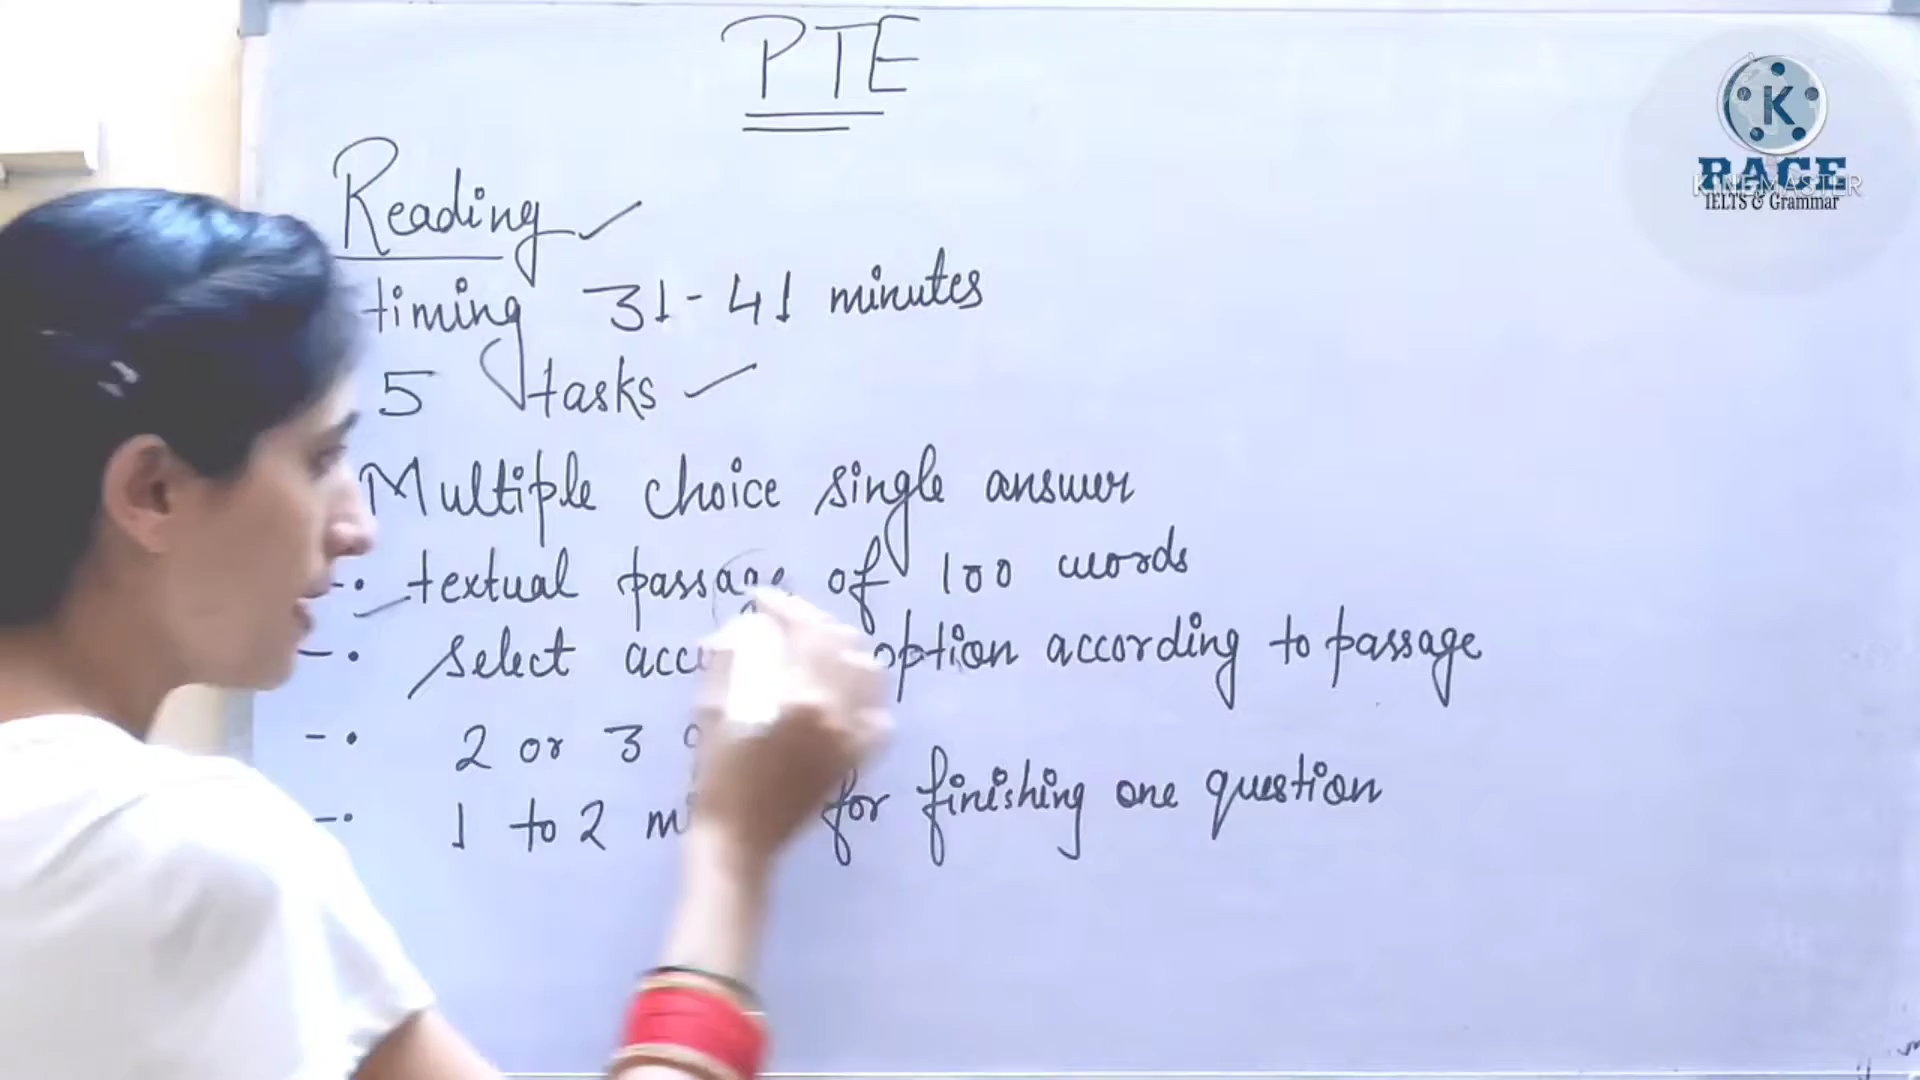 PTE
Reading
timing 31-41 minutes
5 tasks
Multiple choice single answer
-• textual passage of 100 words
-• select option according to passage
-• 2 or 3
-• 1 to 2 for finishing one question
K
RACE
KINEMASTER
IELTS & Grammar